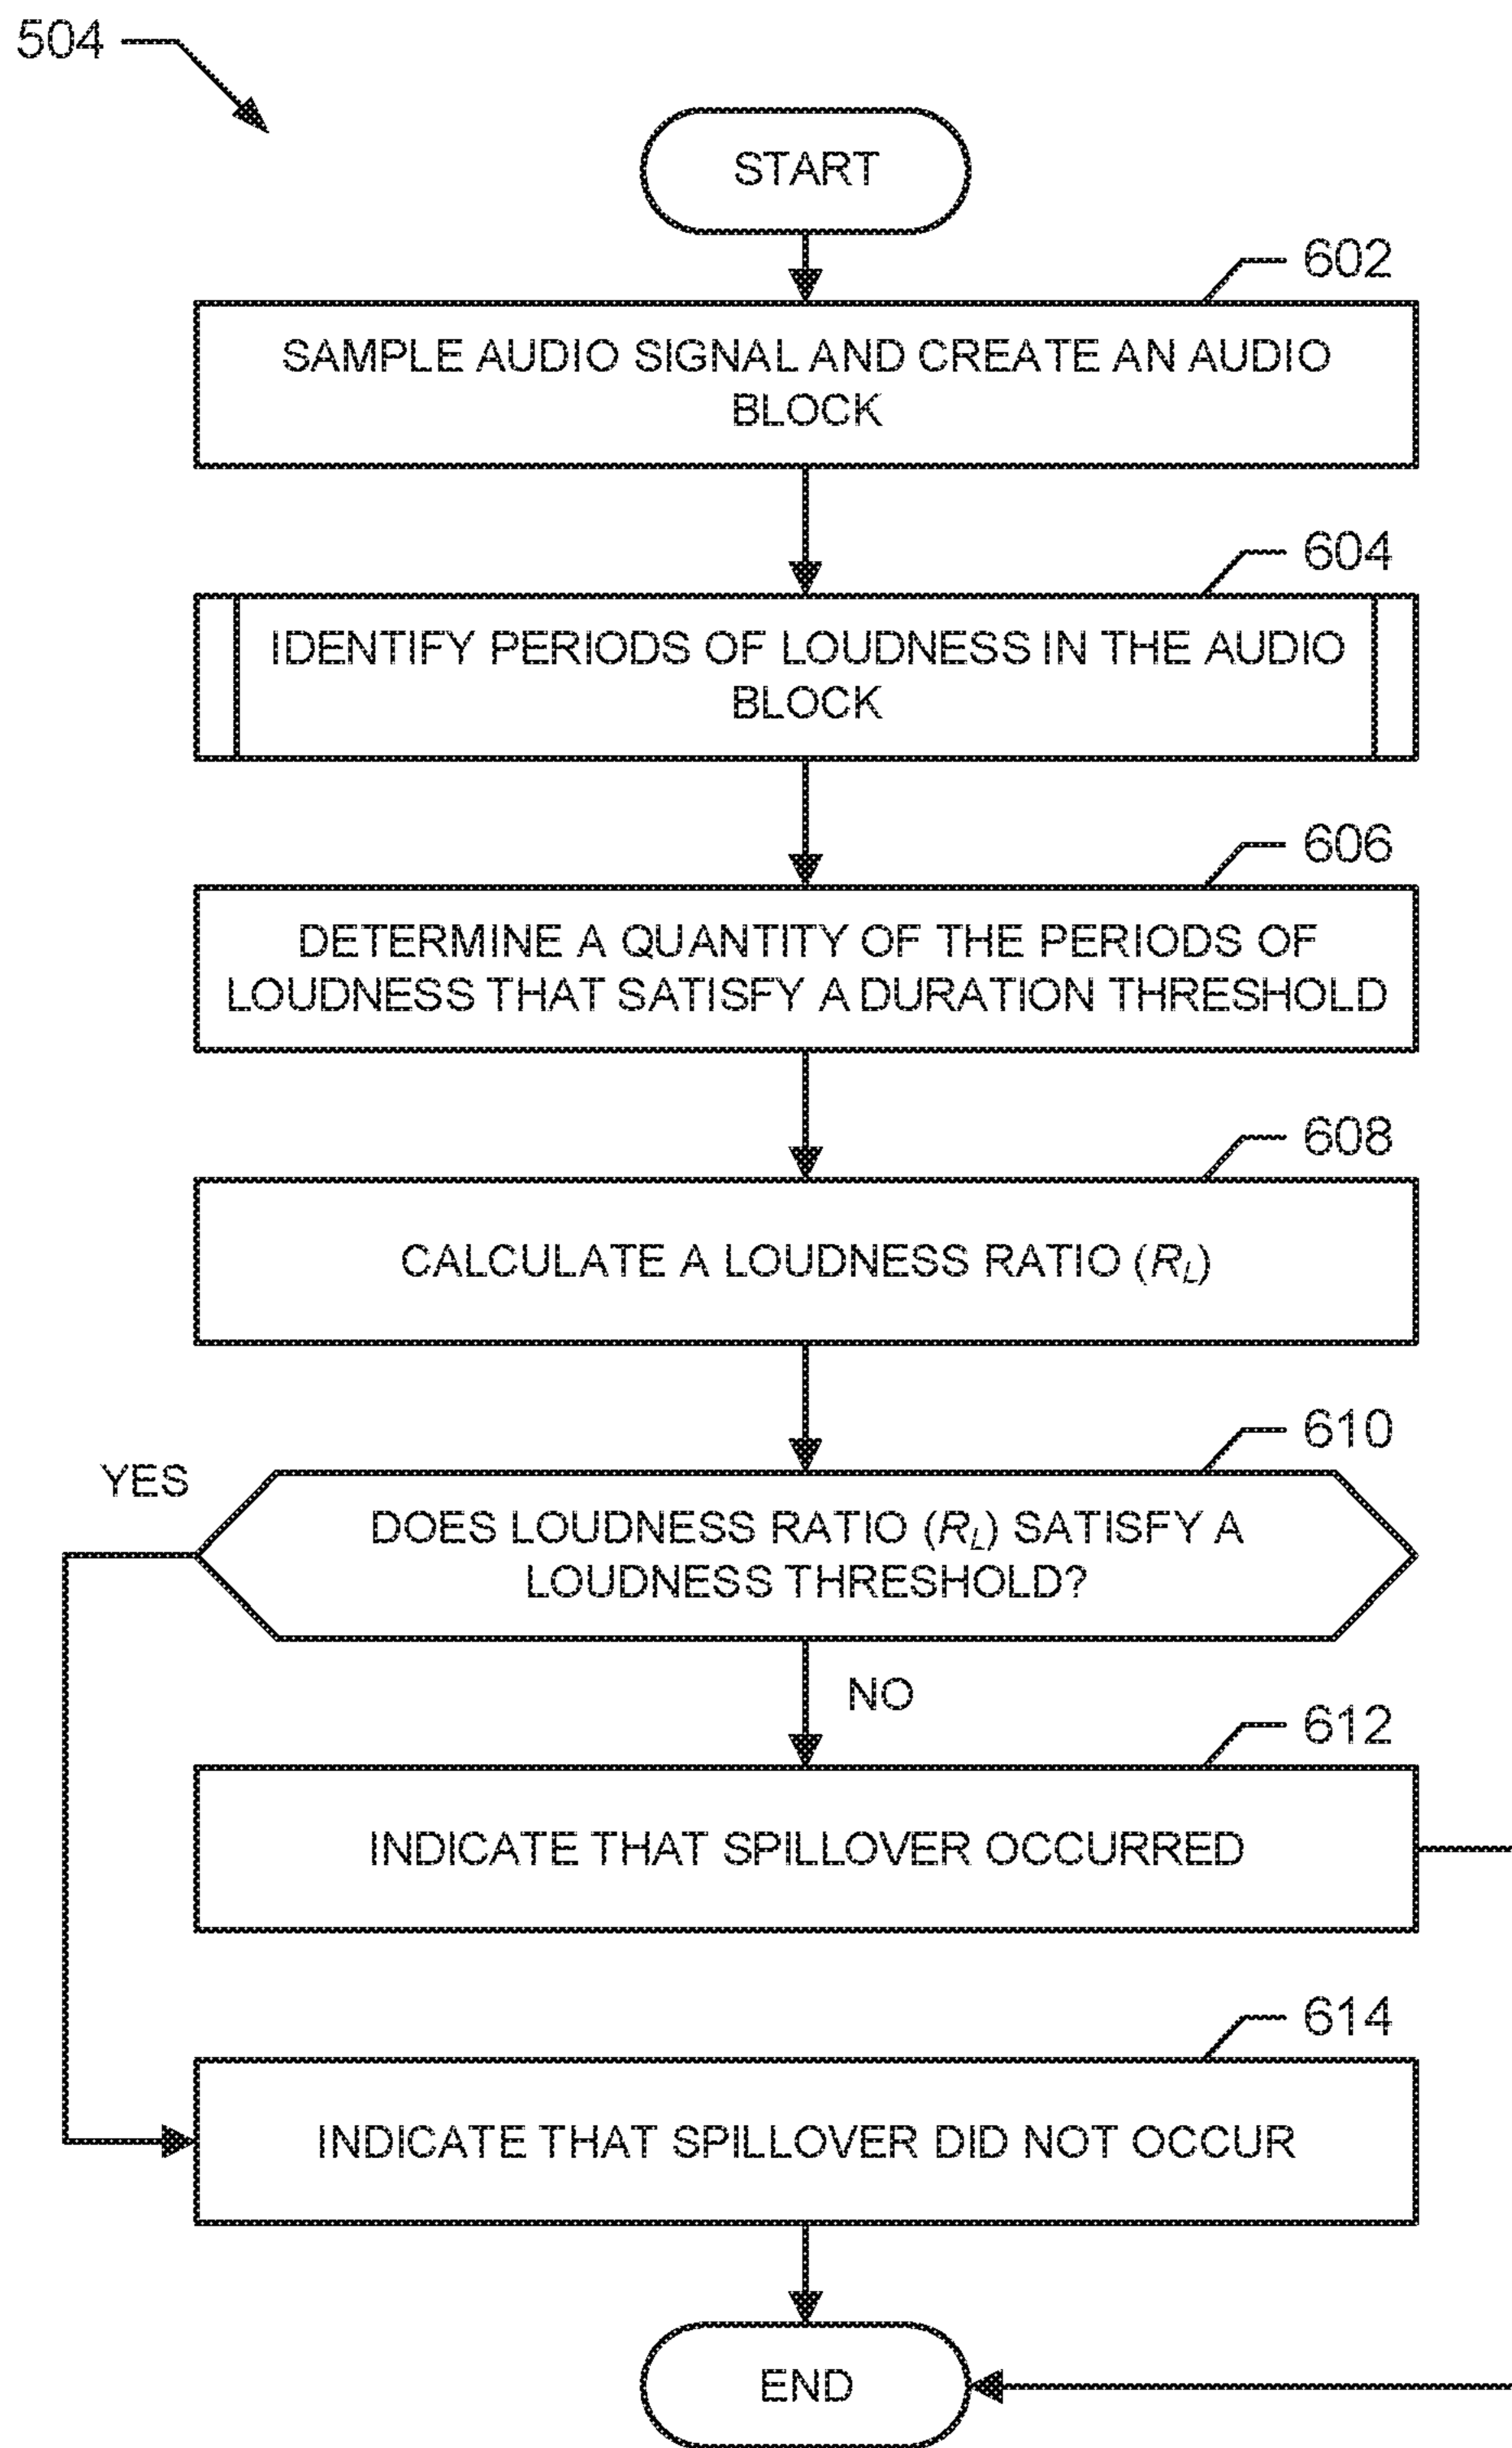 504
START
602
SAMPLE AUDIO SIGNAL AND CREATE AN AUDIO
BLOCK
604
IDENTIFY PERIODS OF LOUDNESS IN THE AUDIO
BLOCK
606
DETERMINE A QUANTITY OF THE PERIODS OF
LOUDNESS THAT SATISFY A DURATION THRESHOLD
608
CALCULATE A LOUDNESS RATIO (R_L)
610
YES
DOES LOUDNESS RATIO (R_L) SATISFY A
LOUDNESS THRESHOLD?
NO
612
INDICATE THAT SPILLOVER OCCURRED
614
INDICATE THAT SPILLOVER DID NOT OCCUR
END